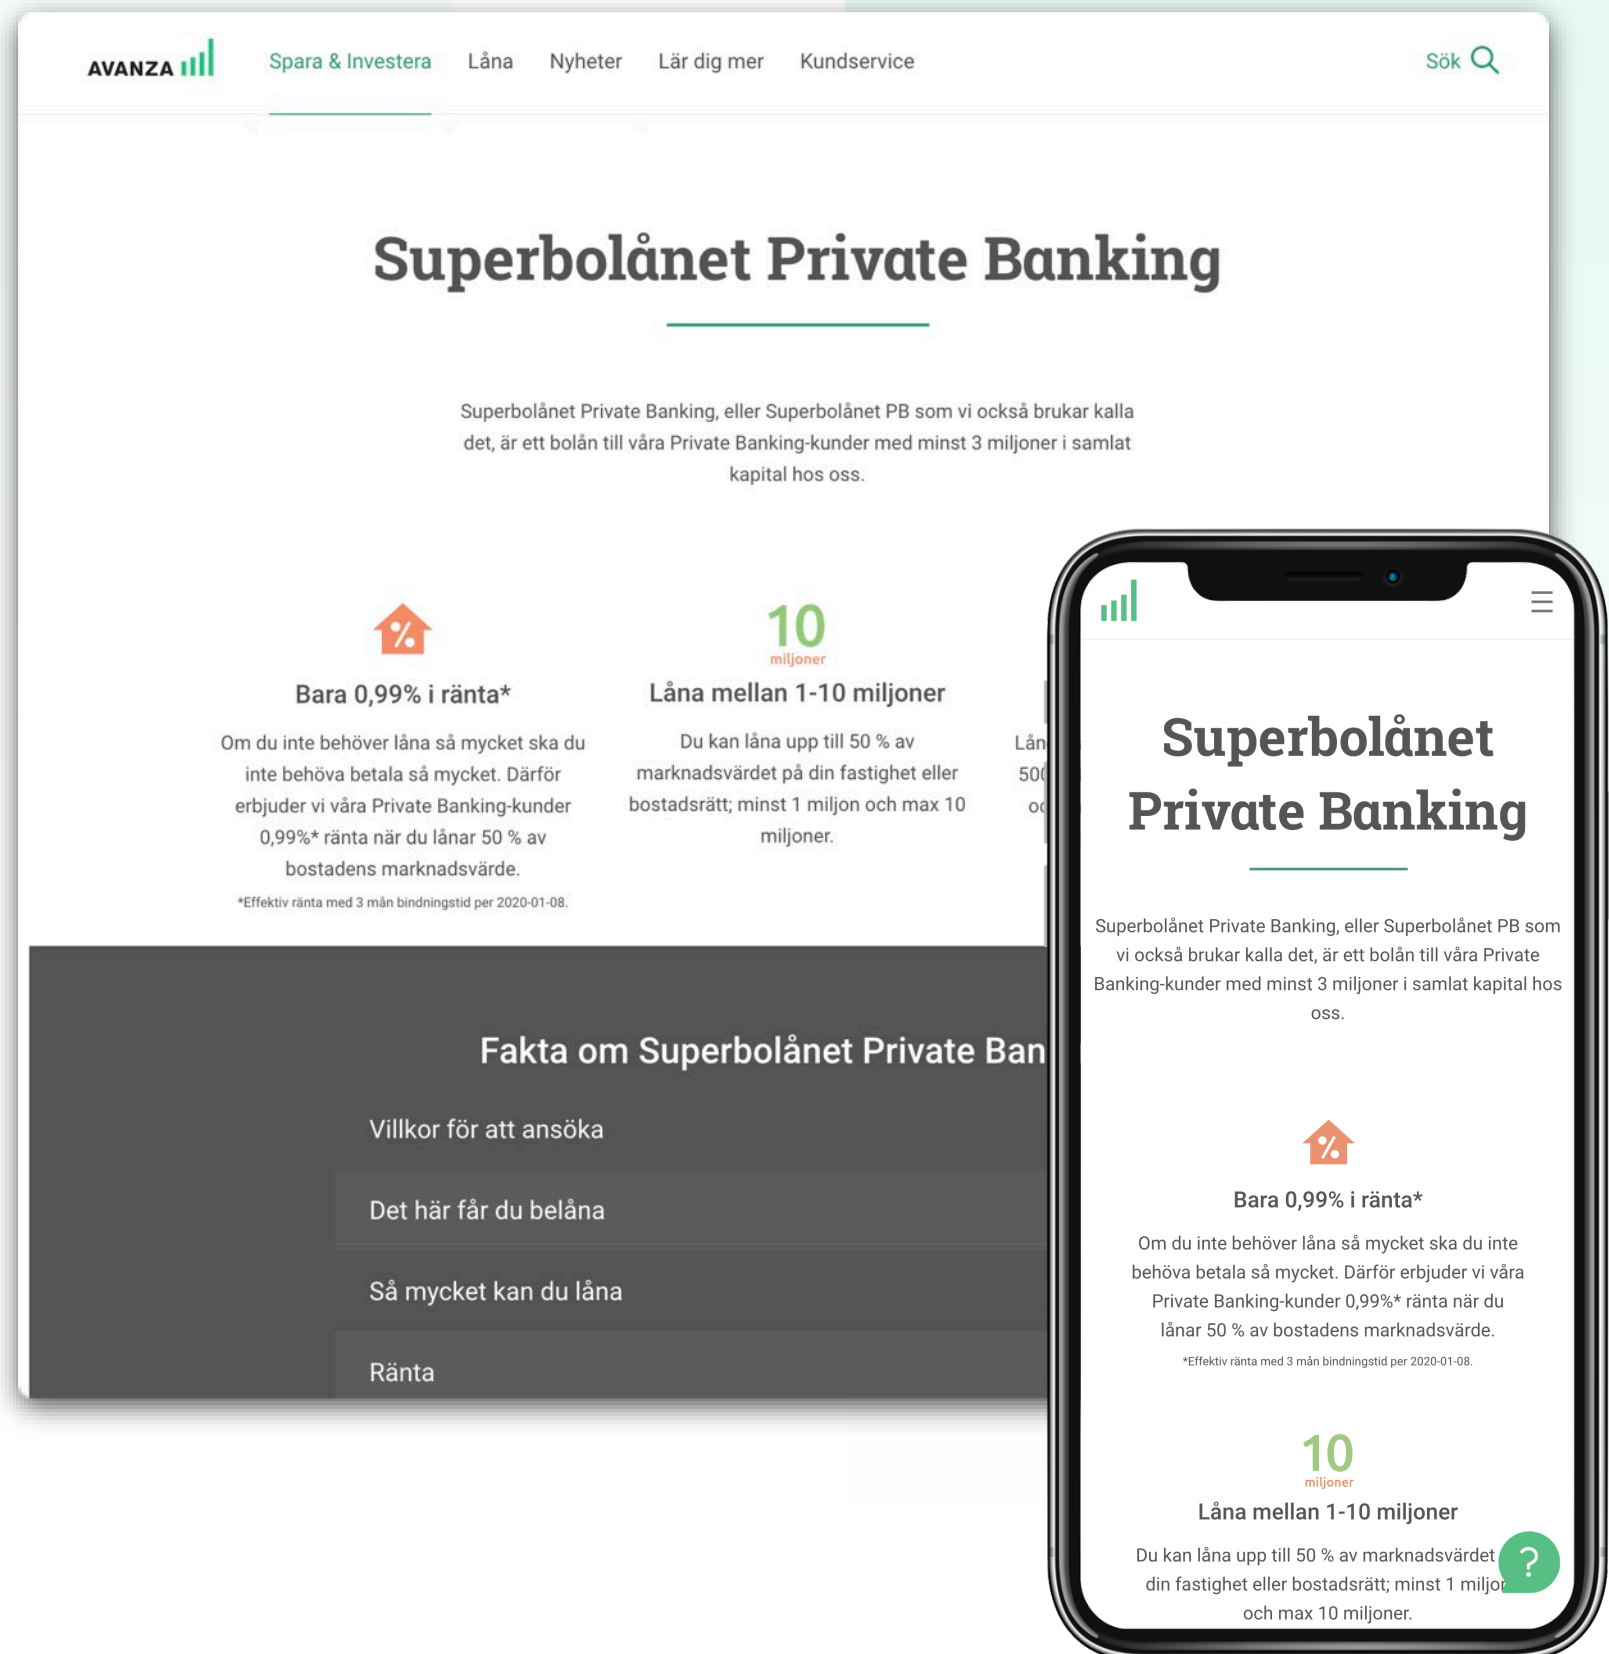 AVANZA
Spara & Investera
Låna
Nyheter
Lär dig mer
Kundservice
Sök
Superbolånet Private Banking
Superbolånet Private Banking, eller Superbolånet PB som vi också brukar kalla
det, är ett bolån till våra Private Banking-kunder med minst 3 miljoner i samlat
kapital hos oss.
%
Bara 0,99% i ränta*
Om du inte behöver låna så mycket ska du
inte behöva betala så mycket. Därför
erbjuder vi våra Private Banking-kunder
0,99%* ränta när du lånar 50 % av
bostadens marknadsvärde.
*Effektiv ränta med 3 mån bindningstid per 2020-01-08.
10
miljoner
Låna mellan 1-10 miljoner
Du kan låna upp till 50 % av
marknadsvärdet på din fastighet eller
bostadsrätt; minst 1 miljon och max 10
miljoner.
Fakta om Superbolånet Private Ban
Villkor för att ansöka
Det här får du belåna
Så mycket kan du låna
Ränta
Superbolånet
Private Banking
Superbolånet Private Banking, eller Superbolånet PB som
vi också brukar kalla det, är ett bolån till våra Private
Banking-kunder med minst 3 miljoner i samlat kapital hos
oss.
%
Bara 0,99% i ränta*
Om du inte behöver låna så mycket ska du inte
behöva betala så mycket. Därför erbjuder vi våra
Private Banking-kunder 0,99%* ränta när du
lånar 50 % av bostadens marknadsvärde.
*Effektiv ränta med 3 mån bindningstid per 2020-01-08.
10
miljoner
Låna mellan 1-10 miljoner
Du kan låna upp till 50 % av marknadsvärdet
din fastighet eller bostadsrätt; minst 1 miljon
och max 10 miljoner.
?